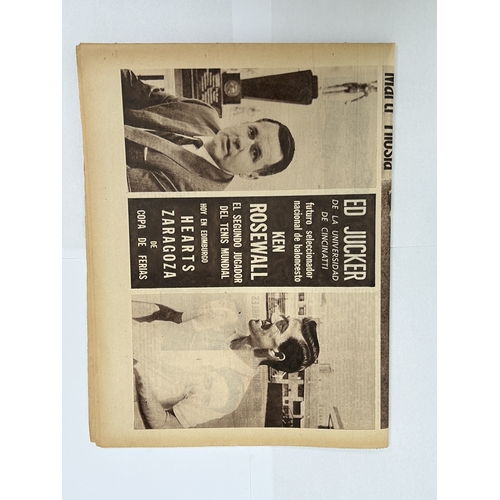 ED JUCKER
DE LA UNIVERSIDAD
DE CINCINATTI
futuro seleccionador
nacional de baloncesto
KEN
ROSEWALL
EL SEGUNDO JUGADOR
DEL TENIS MUNDIAL
HOY EN EDIMBURGO
HEARTS
ZARAGOZA
DE
COPA DE FERIAS